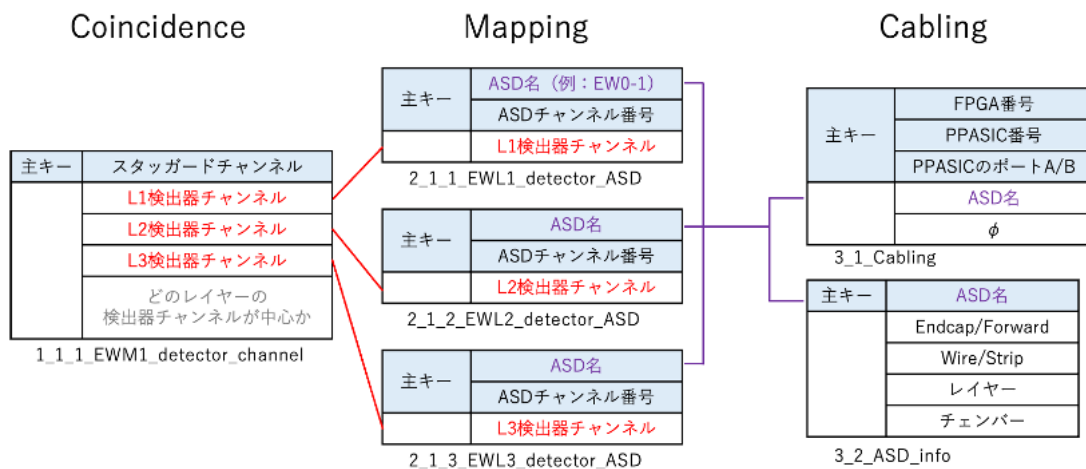 Coincidence
Mapping
Cabling
主キー
スタッガードチャンネル
L1検出器チャンネル
L2検出器チャンネル
L3検出器チャンネル
どのレイヤーの
検出器チャンネルが中心か
1_1_1_EWM1_detector_channel
主キー
ASD名（例：EW0-1）
ASDチャンネル番号
L1検出器チャンネル
2_1_1_EWL1_detector_ASD
主キー
ASD名
ASDチャンネル番号
L2検出器チャンネル
2_1_2_EWL2_detector_ASD
主キー
ASD名
ASDチャンネル番号
L3検出器チャンネル
2_1_3_EWL3_detector_ASD
主キー
FPGA番号
PPASIC番号
PPASICのポートA/B
ASD名
ϕ
3_1_Cabling
主キー
ASD名
Endcap/Forward
Wire/Strip
レイヤー
チェンバー
3_2_ASD_info